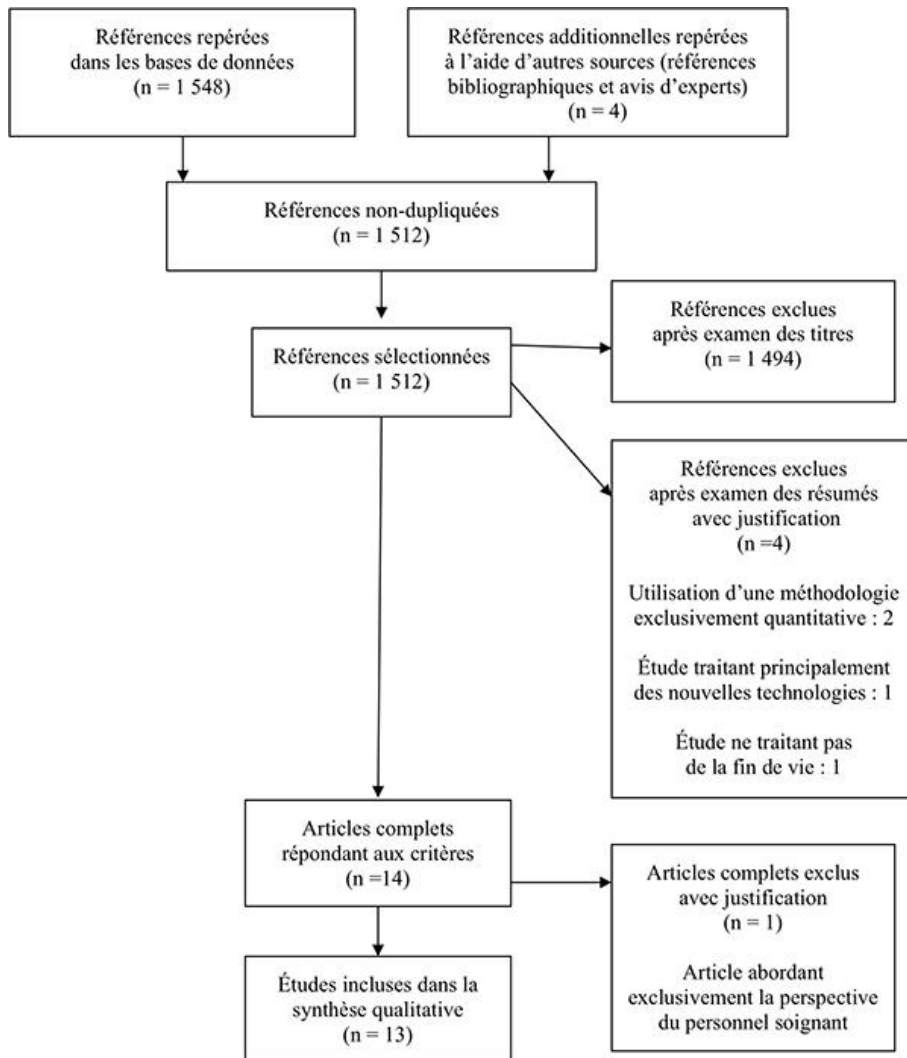 Références repérées
dans les bases de données
(n = 1 548)
Références additionnelles repérées
à l'aide d'autres sources (références
bibliographiques et avis d'experts)
(n = 4)
Références non-dupliquées
(n = 1 512)
Références sélectionnées
(n = 1 512)
Références exclues
après examen des titres
(n = 1 494)
Références exclues
après examen des résumés
avec justification
(n =4)
Utilisation d'une méthodologie
exclusivement quantitative : 2
Étude traitant principalement
des nouvelles technologies : 1
Étude ne traitant pas
de la fin de vie : 1
Articles complets
répondant aux critères
(n =14)
Articles complets exclus
avec justification
(n = 1)
Article abordant
exclusivement la perspective
du personnel soignant
Études incluses dans la
synthèse qualitative
(n = 13)